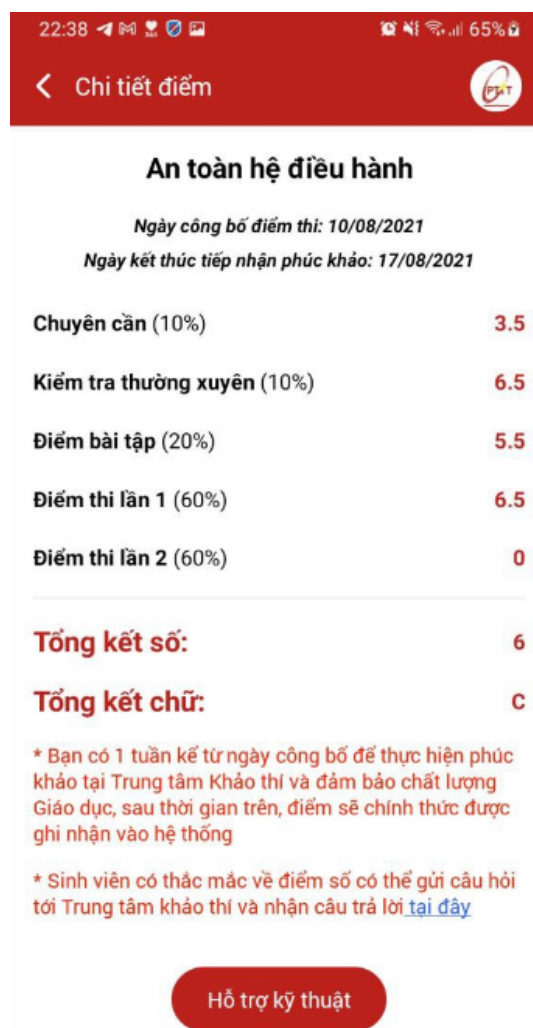 22:38 65%
Chi tiết điểm
PTiT
An toàn hệ điều hành
Ngày công bố điểm thi: 10/08/2021
Ngày kết thúc tiếp nhận phúc khảo: 17/08/2021
Chuyên cần (10%) 3.5
Kiểm tra thường xuyên (10%) 6.5
Điểm bài tập (20%) 5.5
Điểm thi lần 1 (60%) 6.5
Điểm thi lần 2 (60%) 0
Tổng kết số: 6
Tổng kết chữ: C
* Bạn có 1 tuần kể từ ngày công bố để thực hiện phúc
khảo tại Trung tâm Khảo thí và đảm bảo chất lượng
Giáo dục, sau thời gian trên, điểm sẽ chính thức được
ghi nhận vào hệ thống
* Sinh viên có thắc mắc về điểm số có thể gửi câu hỏi
tới Trung tâm khảo thí và nhận câu trả lời tại đây
Hỗ trợ kỹ thuật